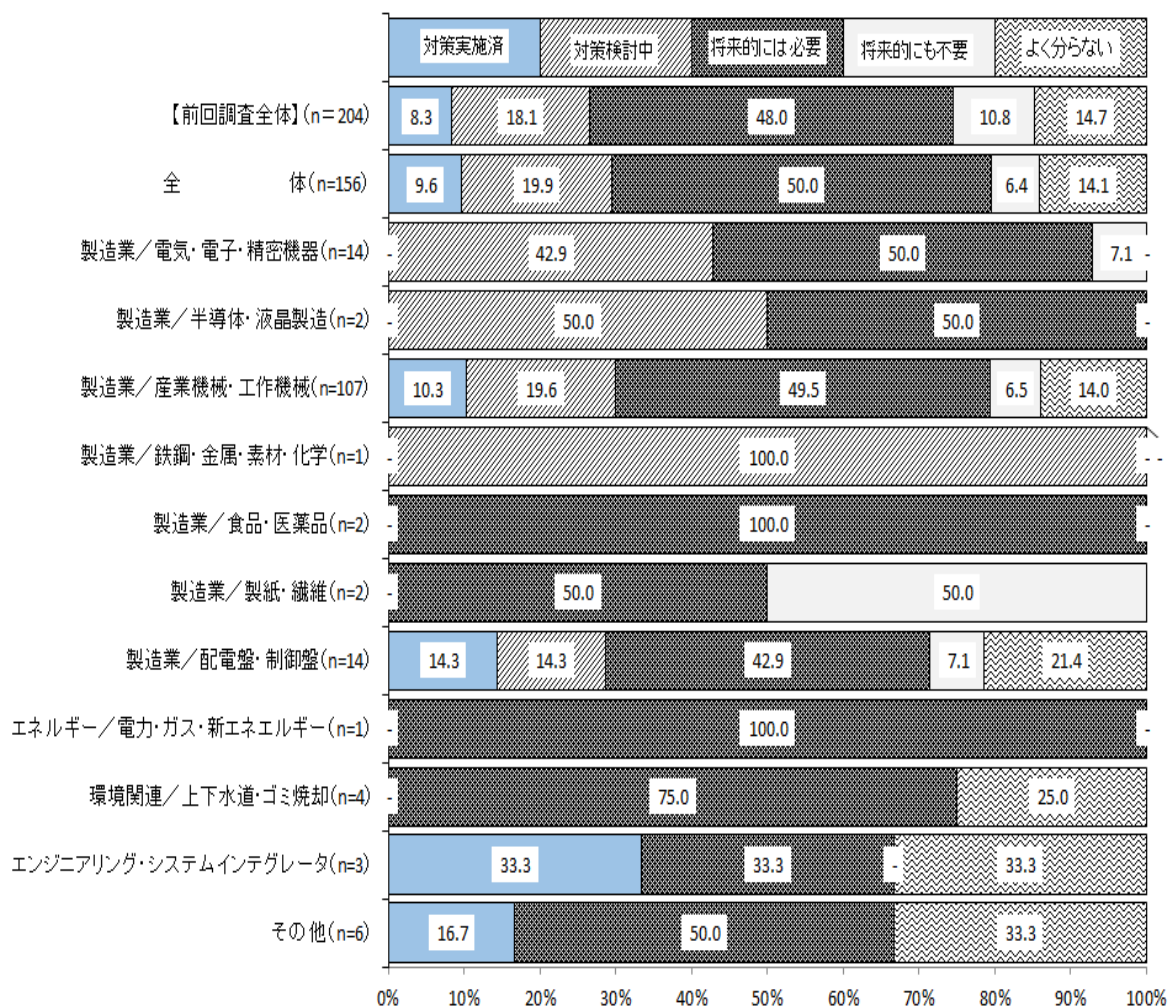 対策実施済 対策検討中 将来的には必要 将来的にも不要 よく分らない
【前回調査全体】(n=204) 8.3 18.1 48.0 10.8 14.7
全 体(n=156) 9.6 19.9 50.0 6.4 14.1
製造業/電気・電子・精密機器(n=14) - 42.9 50.0 7.1 -
製造業/半導体・液晶製造(n=2) - 50.0 50.0 -
製造業/産業機械・工作機械(n=107) 10.3 19.6 49.5 6.5 14.0
製造業/鉄鋼・金属・素材・化学(n=1) - 100.0 - -
製造業/食品・医薬品(n=2) - 100.0 -
製造業/製紙・繊維(n=2) - 50.0 50.0
製造業/配電盤・制御盤(n=14) 14.3 14.3 42.9 7.1 21.4
エネルギー/電力・ガス・新エネエルギー(n=1) - 100.0 -
環境関連/上下水道・ゴミ焼却(n=4) - 75.0 25.0
エンジニアリング・システムインテグレータ(n=3) 33.3 33.3 - 33.3
その他(n=6) 16.7 50.0 33.3
0% 10% 20% 30% 40% 50% 60% 70% 80% 90% 100%